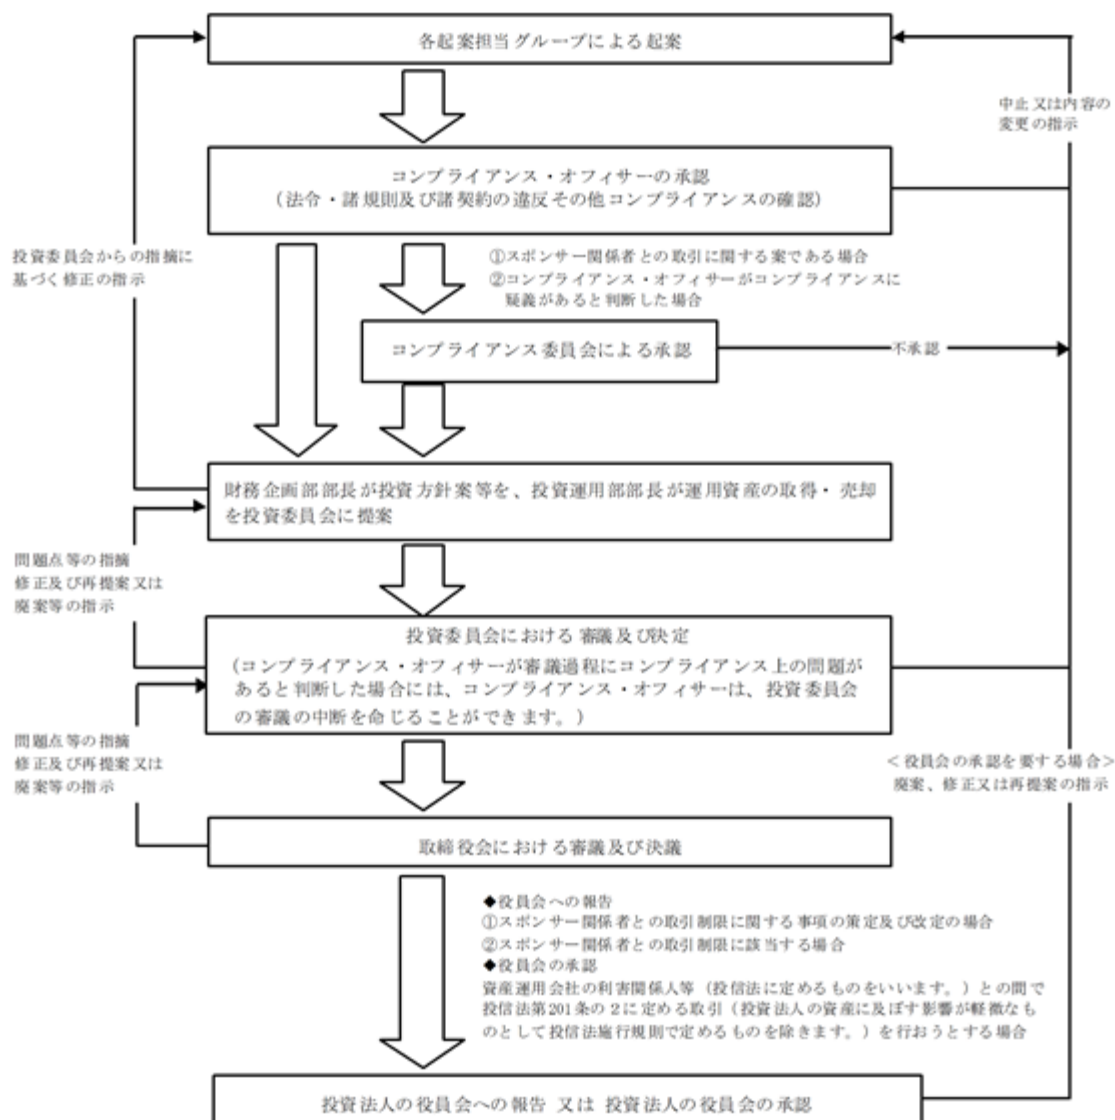 各起案担当グループによる起案
中止又は内容の
変更の指示
コンプライアンス・オフィサーの承認
（法令・諸規則及び諸契約の違反その他コンプライアンスの確認）
投資委員会からの指摘に
基づく修正の指示
①スポンサー関係者との取引に関する案である場合
②コンプライアンス・オフィサーがコンプライアンスに
疑義があると判断した場合
コンプライアンス委員会による承認
不承認
財務企画部部長が投資方針案等を、投資運用部部長が運用資産の取得・売却
を投資委員会に提案
問題点等の指摘
修正及び再提案又は
廃案等の指示
投資委員会における審議及び決定
（コンプライアンス・オフィサーが審議過程にコンプライアンス上の問題が
あると判断した場合には、コンプライアンス・オフィサーは、投資委員会
の審議の中断を命じることができます。）
問題点等の指摘
修正及び再提案又は
廃案等の指示
＜役員会の承認を要する場合＞
廃案、修正又は再提案の指示
取締役会における審議及び決議
◆役員会への報告
①スポンサー関係者との取引制限に関する事項の策定及び改定の場合
②スポンサー関係者との取引制限に該当する場合
◆役員会の承認
資産運用会社の利害関係人等（投信法に定めるものをいいます。）との間で
投信法第201条の２に定める取引（投資法人の資産に及ぼす影響が軽微なも
のとして投信法施行規則で定めるものを除きます。）を行おうとする場合
投資法人の役員会への報告 又は 投資法人の役員会の承認